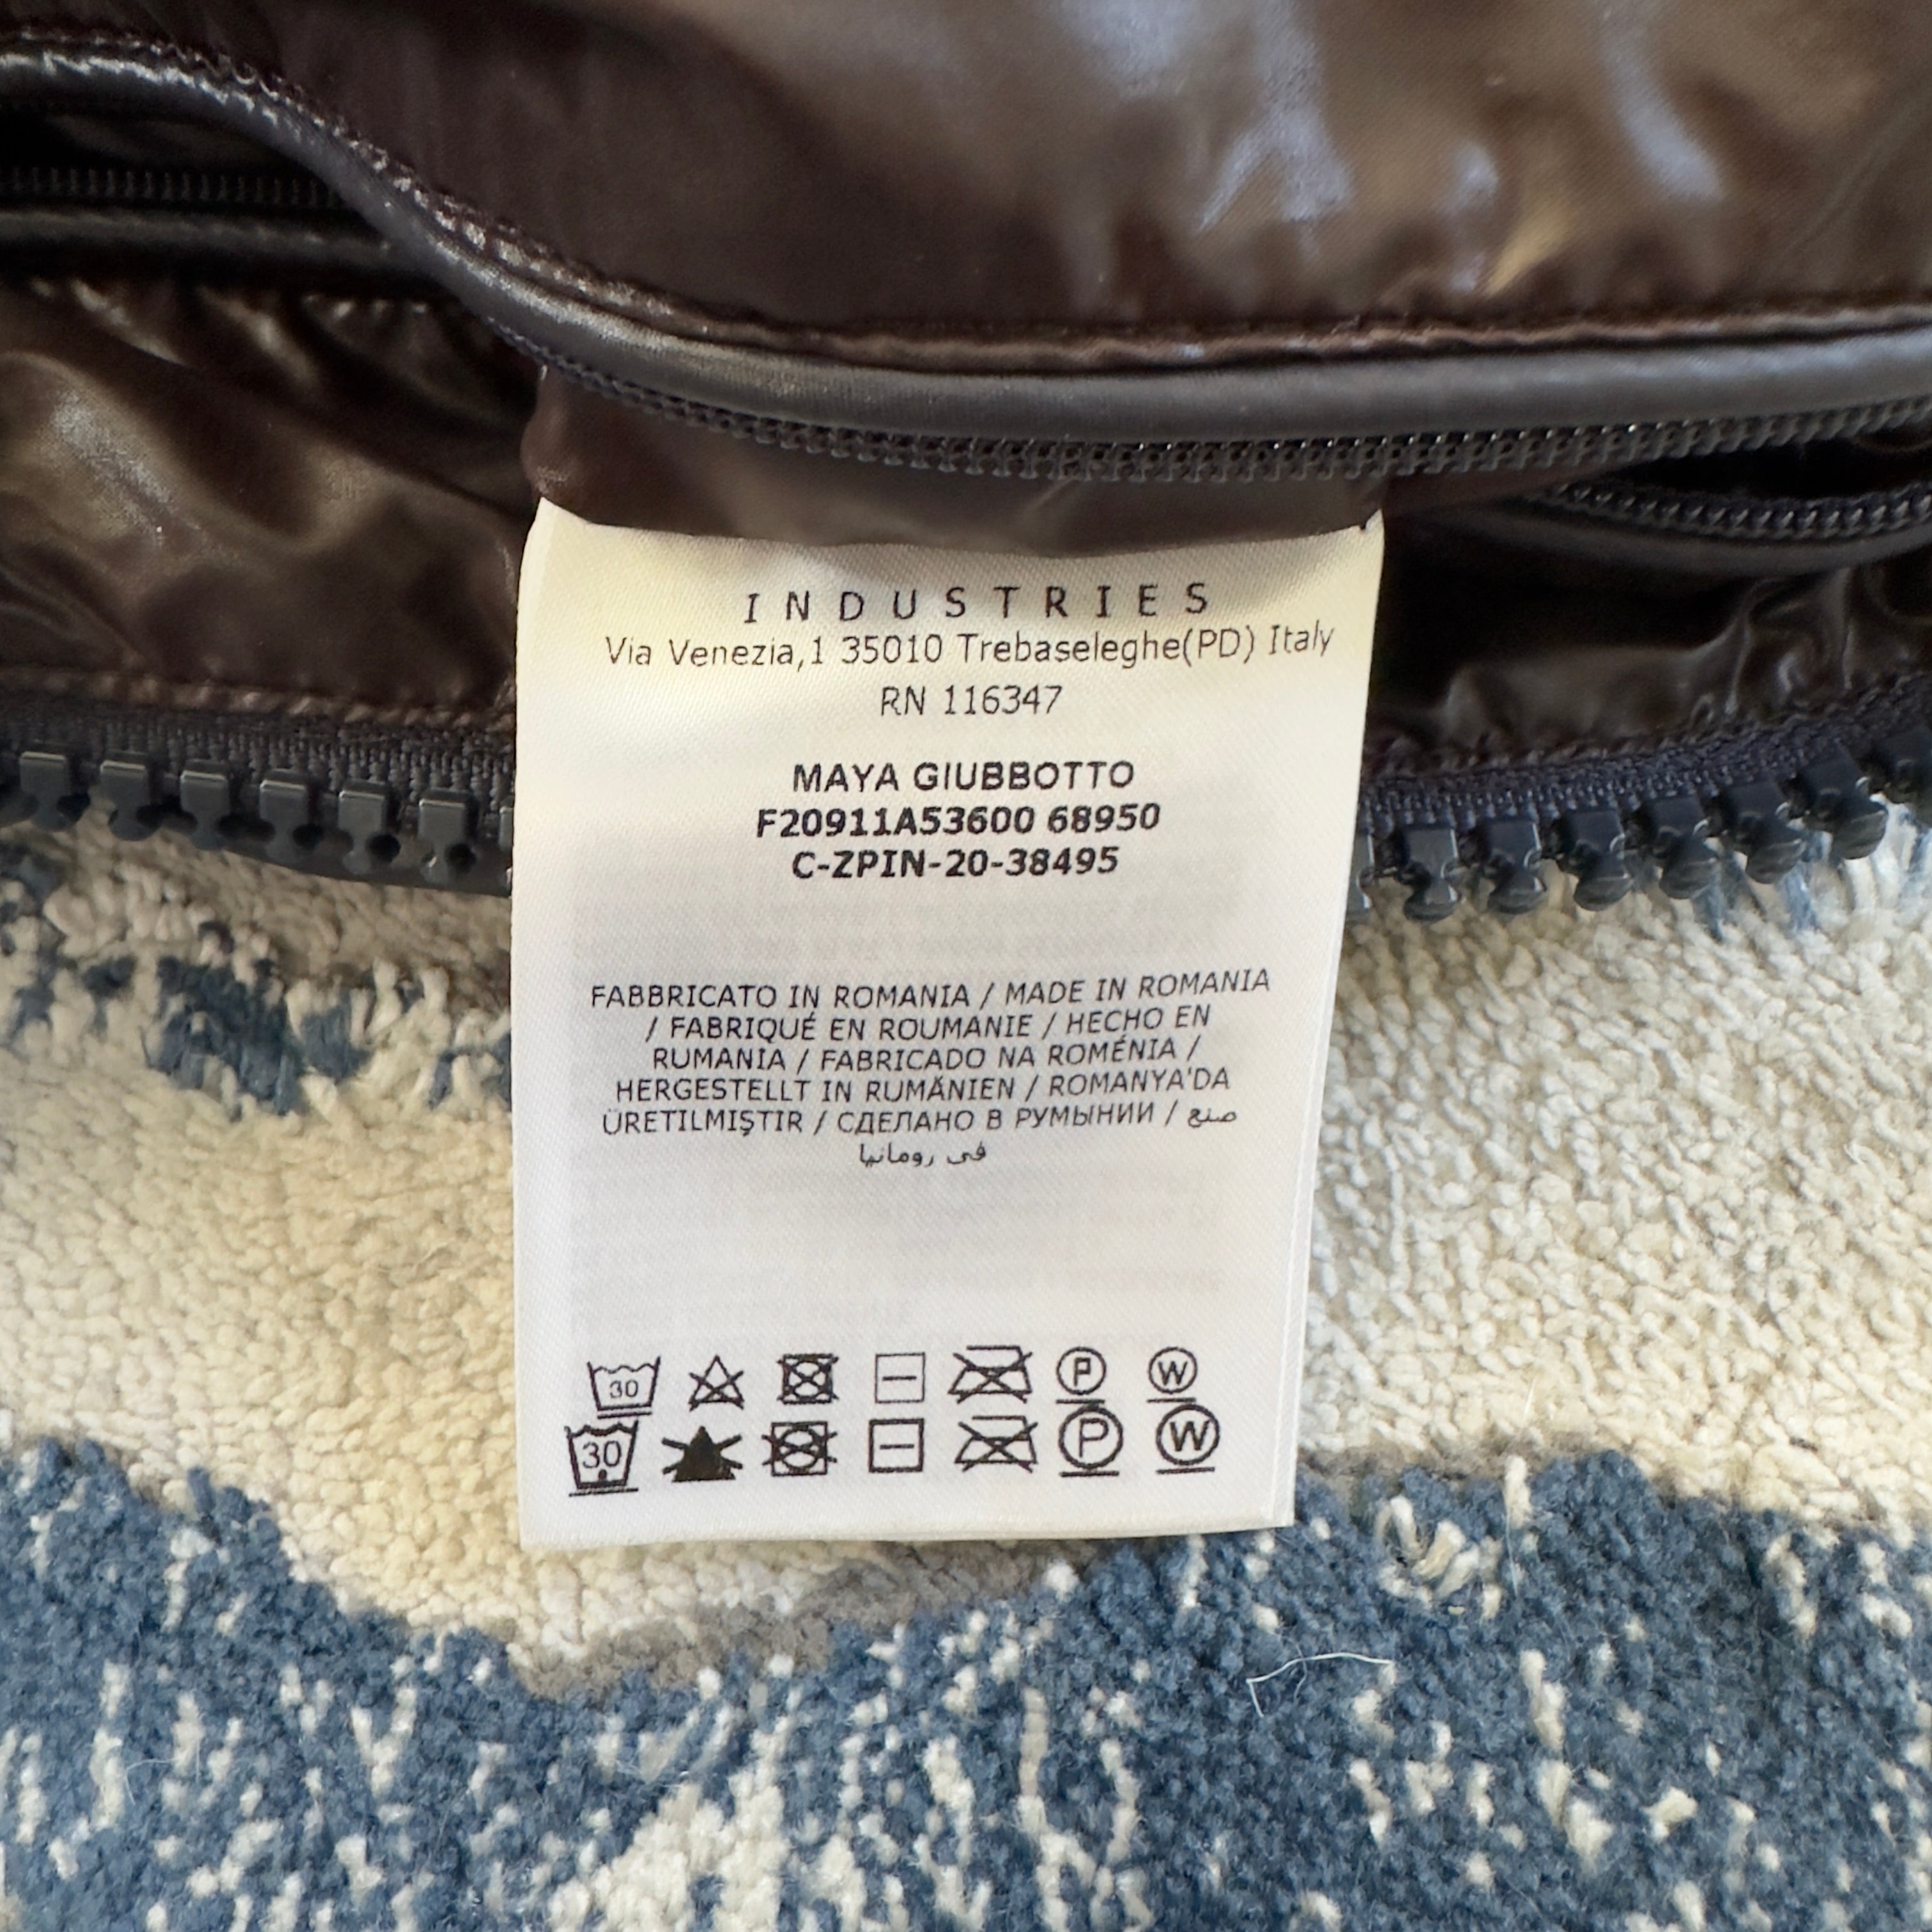 INDUSTRIES
Via Venezia,1 35010 Trebaseleghe(PD) Italy
RN 116347
MAYA GIUBBOTTO
F20911A53600 68950
C-ZPIN-20-38495
FABBRICATO IN ROMANIA / MADE IN ROMANIA
/ FABRIQUÉ EN ROUMANIE / HECHO EN
RUMANIA / FABRICADO NA ROMÉNIA /
HERGESTELLT IN RUMÄNIEN / ROMANYA'DA
ÜRETILMIŞTIR / СДЕЛАНО В РУМЫНИИ / صنع
في رومانيا
30 P W
30 P W